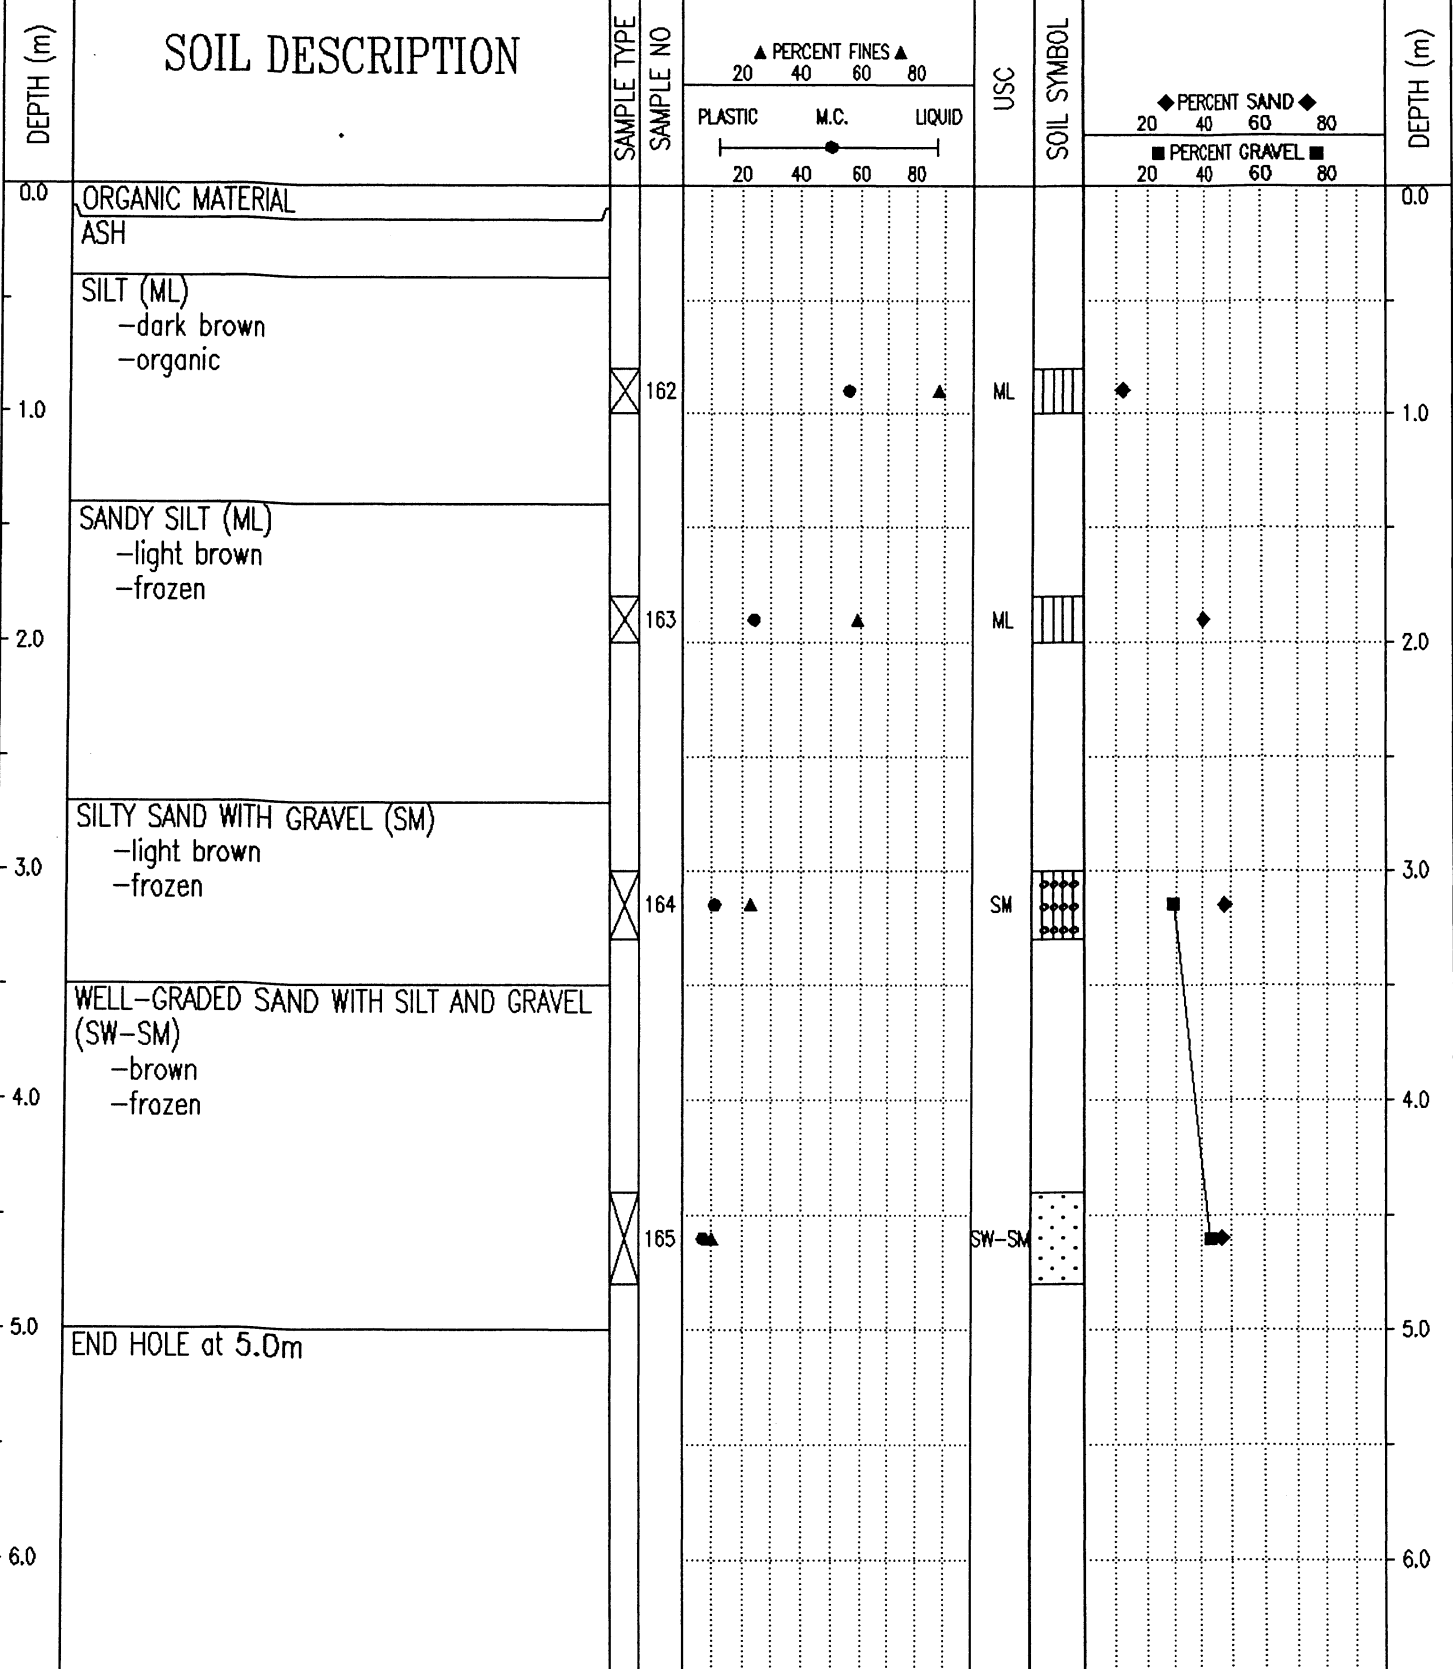 DEPTH (m)
SOIL DESCRIPTION
SAMPLE TYPE
SAMPLE NO
▲ PERCENT FINES ▲
20 40 60 80
PLASTIC M.C. LIQUID
20 40 60 80
USC
SOIL SYMBOL
◆ PERCENT SAND ◆
20 40 60 80
■ PERCENT GRAVEL ■
20 40 60 80
DEPTH (m)
0.0 ORGANIC MATERIAL 0.0
ASH
SILT (ML)
-dark brown
-organic
162 ML
1.0 1.0
SANDY SILT (ML)
-light brown
-frozen
163 ML
2.0 2.0
SILTY SAND WITH GRAVEL (SM)
-light brown
3.0 3.0
-frozen
164 SM
WELL-GRADED SAND WITH SILT AND GRAVEL
(SW-SM)
-brown
4.0 4.0
-frozen
165 SW-SM
5.0 5.0
END HOLE at 5.0m
6.0 6.0